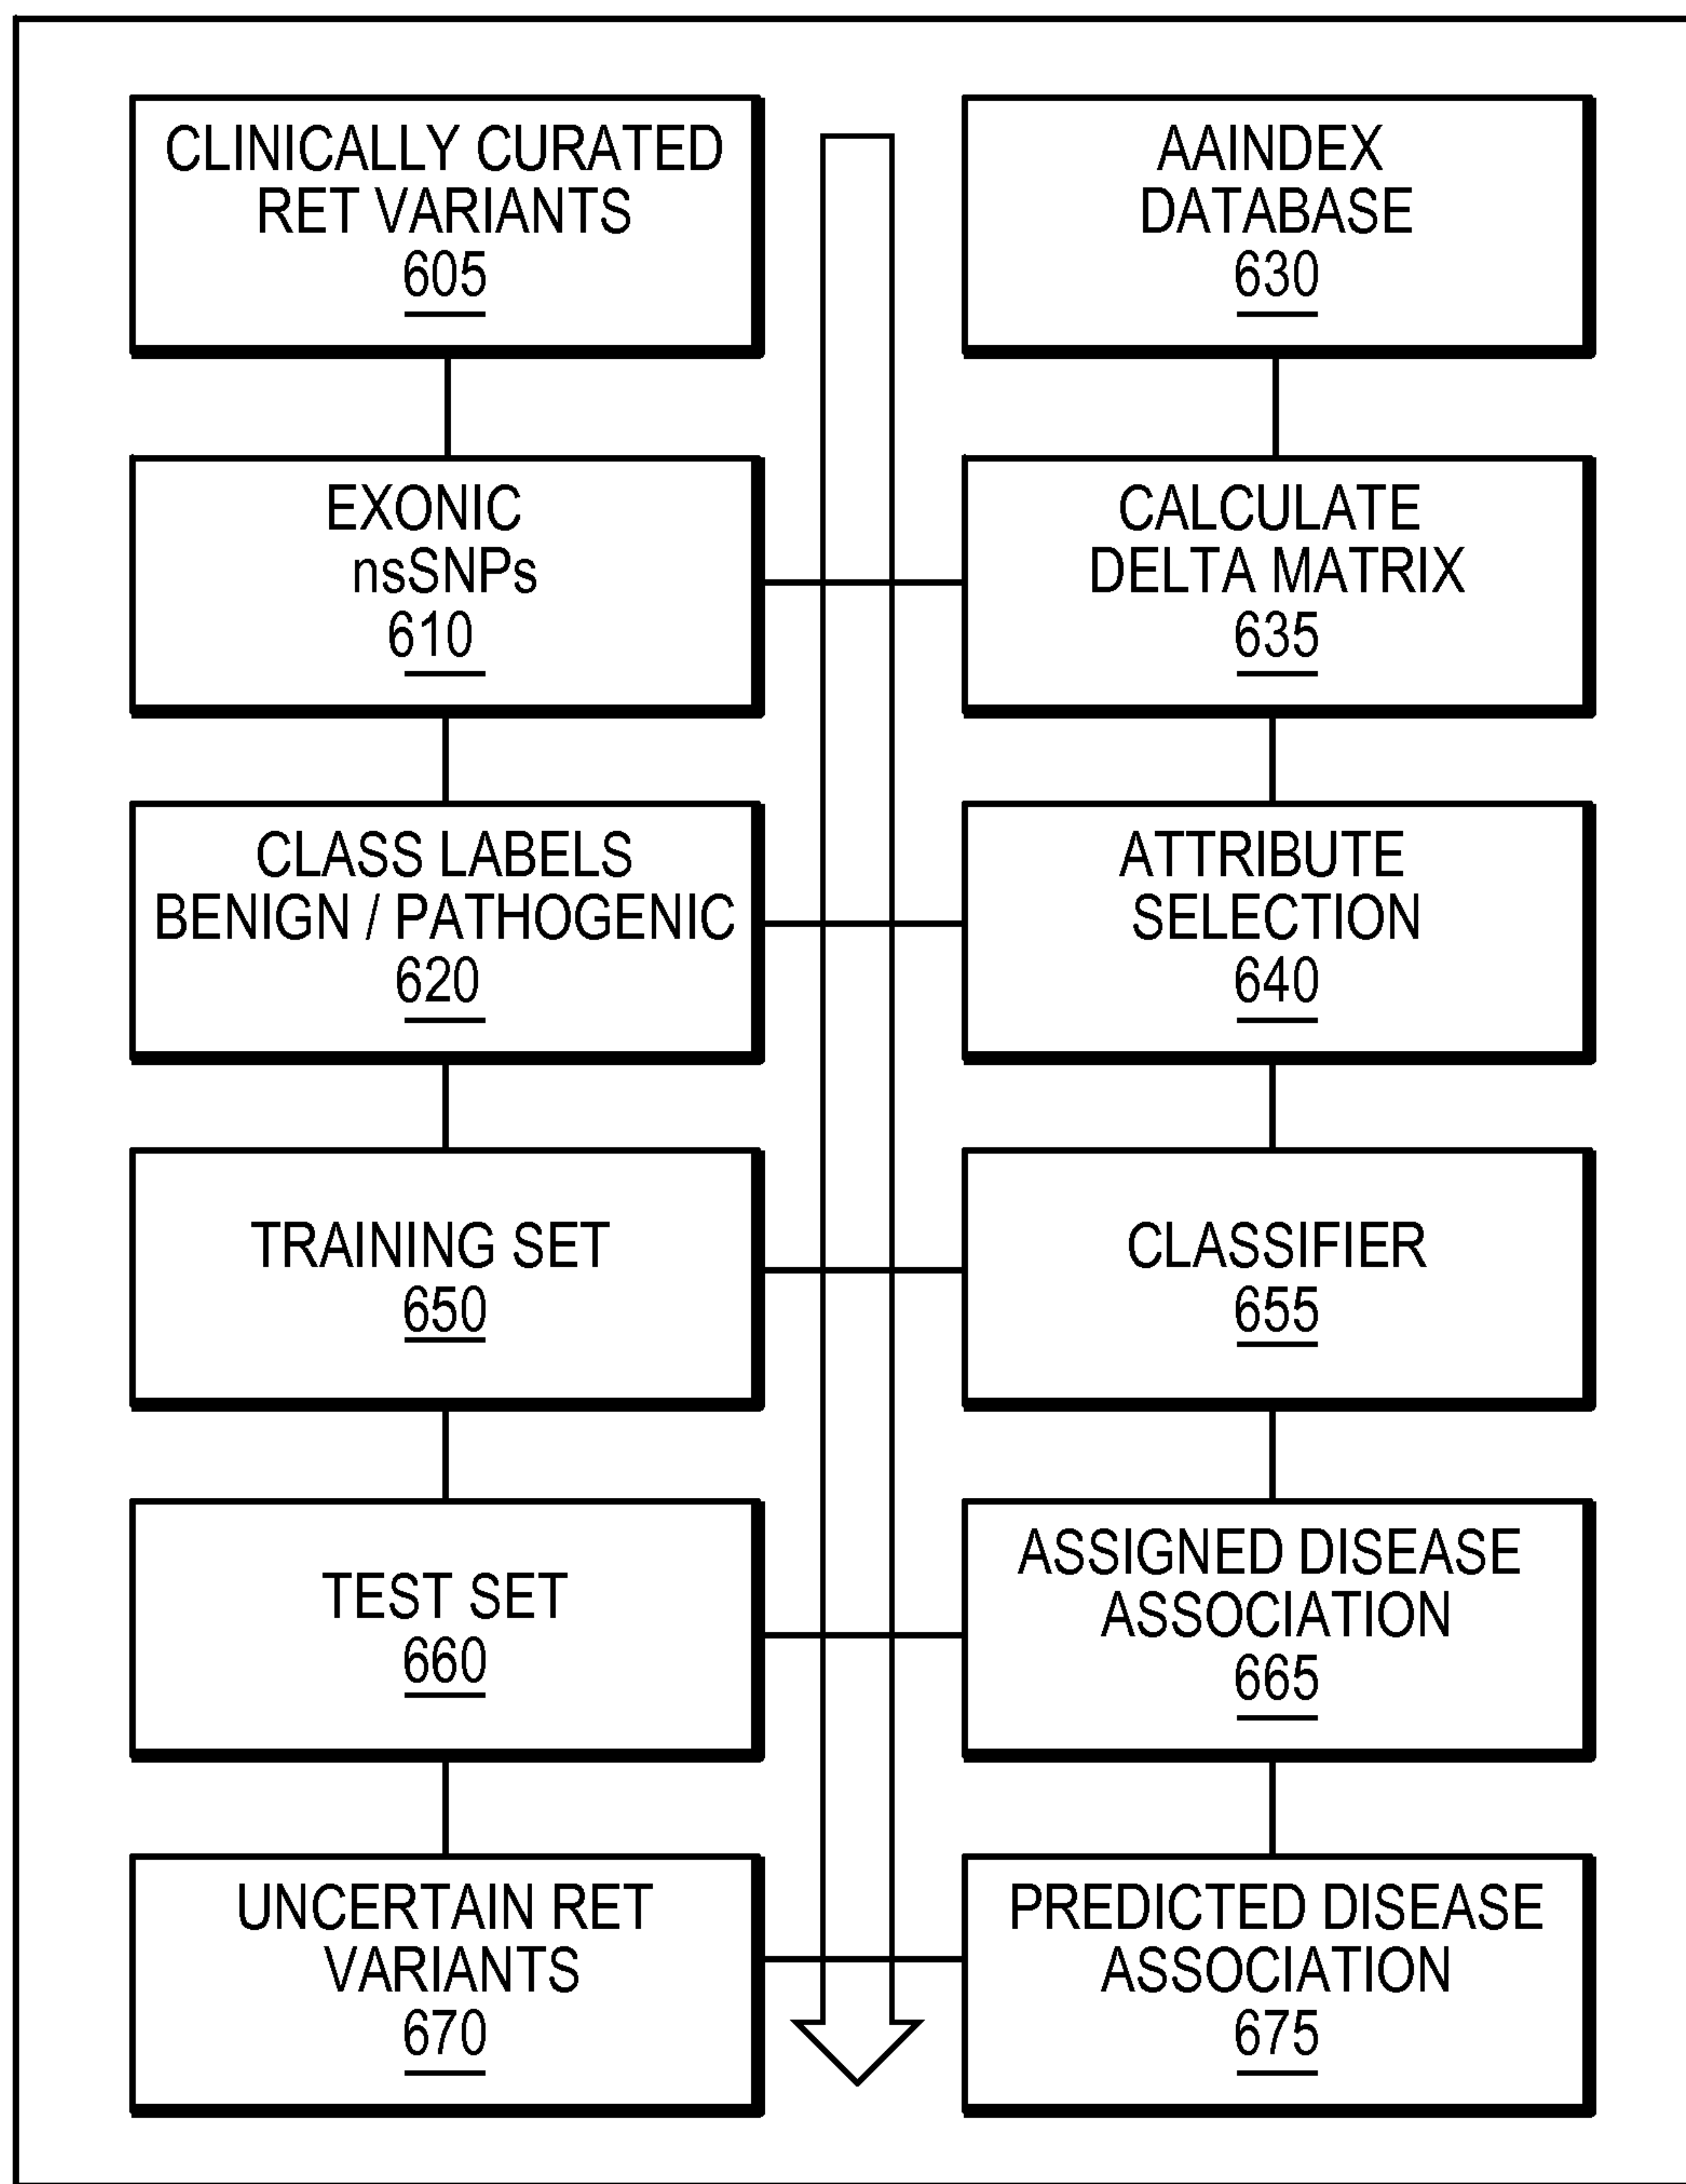 CLINICALLY CURATED
RET VARIANTS
605
AAINDEX
DATABASE
630
EXONIC
nsSNPs
610
CALCULATE
DELTA MATRIX
635
CLASS LABELS
BENIGN / PATHOGENIC
620
ATTRIBUTE
SELECTION
640
TRAINING SET
650
CLASSIFIER
655
TEST SET
660
ASSIGNED DISEASE
ASSOCIATION
665
UNCERTAIN RET
VARIANTS
670
PREDICTED DISEASE
ASSOCIATION
675